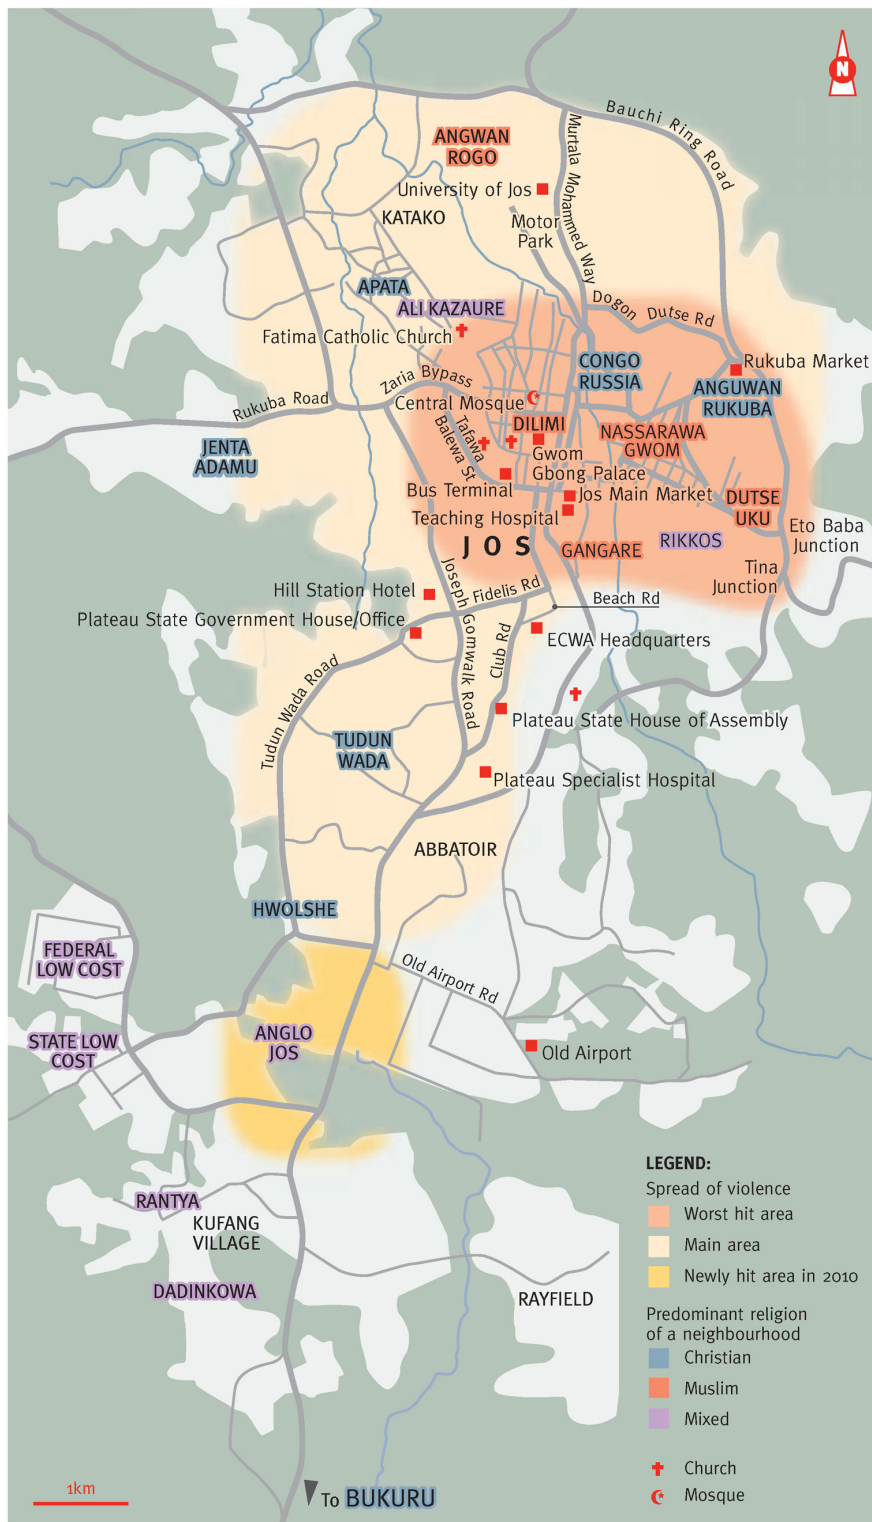 N
Bauchi Ring Road
ANGWAN
ROGO
Murtala Mohammed Way
University of Jos
KATAKO
Motor
Park
APATA
ALI KAZAURE
Dogon Dutse Rd
Fatima Catholic Church
CONGO
RUSSIA
Rukuba Market
Zaria Bypass
ANGUWAN
RUKUBA
Rukuba Road
Central Mosque
DILIMI
Tafawa
Balewa St
NASSARAWA
GWOM
JENTA
ADAMU
Gwom
Gbong Palace
Bus Terminal
Jos Main Market
DUTSE
UKU
Teaching Hospital
Eto Baba
Junction
JOS
GANGARE
RIKKOS
Tina
Junction
Hill Station Hotel
Joseph Gomwalk Road
Fidelis Rd
Beach Rd
Plateau State Government House/Office
Club Rd
ECWA Headquarters
Tudun Wada Road
Plateau State House of Assembly
TUDUN
WADA
Plateau Specialist Hospital
ABBATOIR
HWOLSHE
FEDERAL
LOW COST
Old Airport Rd
ANGLO
JOS
STATE LOW
COST
Old Airport
LEGEND:
Spread of violence
Worst hit area
Main area
Newly hit area in 2010
RANTYA
KUFANG
VILLAGE
DADINKOWA
RAYFIELD
Predominant religion
of a neighbourhood
Christian
Muslim
Mixed
Church
Mosque
1km
To BUKURU